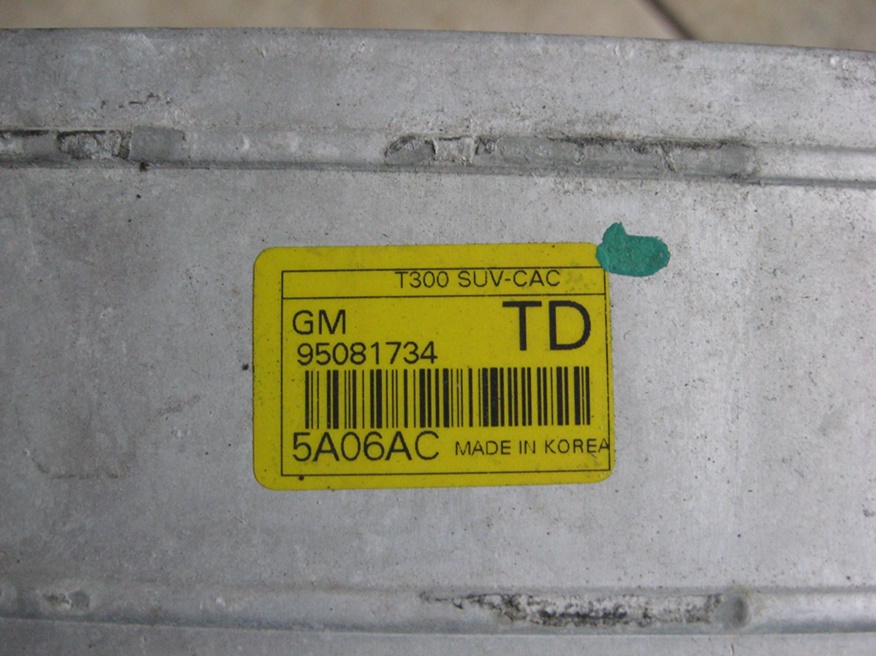 T300 SUV-CAC
GM TD
95081734
5A06AC MADE IN KOREA